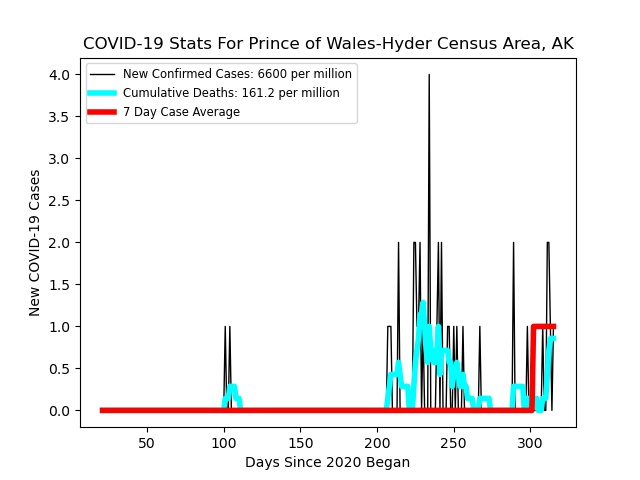 COVID-19 Stats For Prince of Wales-Hyder Census Area, AK
New Confirmed Cases: 6600 per million
Cumulative Deaths: 161.2 per million
7 Day Case Average
New COVID-19 Cases
4.0
3.5
3.0
2.5
2.0
1.5
1.0
0.5
0.0
50 100 150 200 250 300
Days Since 2020 Began